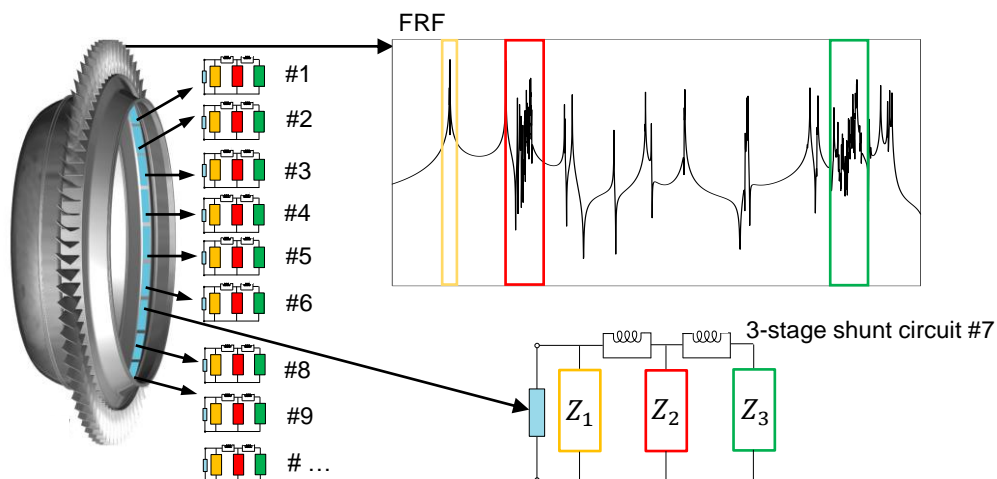 FRF
#1
#2
#3
#4
#5
#6
3-stage shunt circuit #7
#8
#9
# ...
Z₁
Z₂
Z₃